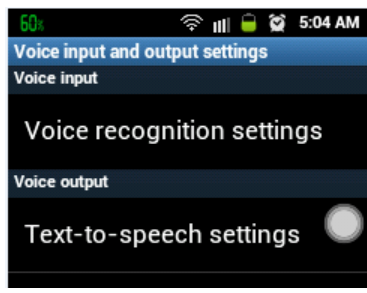 60% 5:04 AM
Voice input and output settings
Voice input
Voice recognition settings
Voice output
Text-to-speech settings